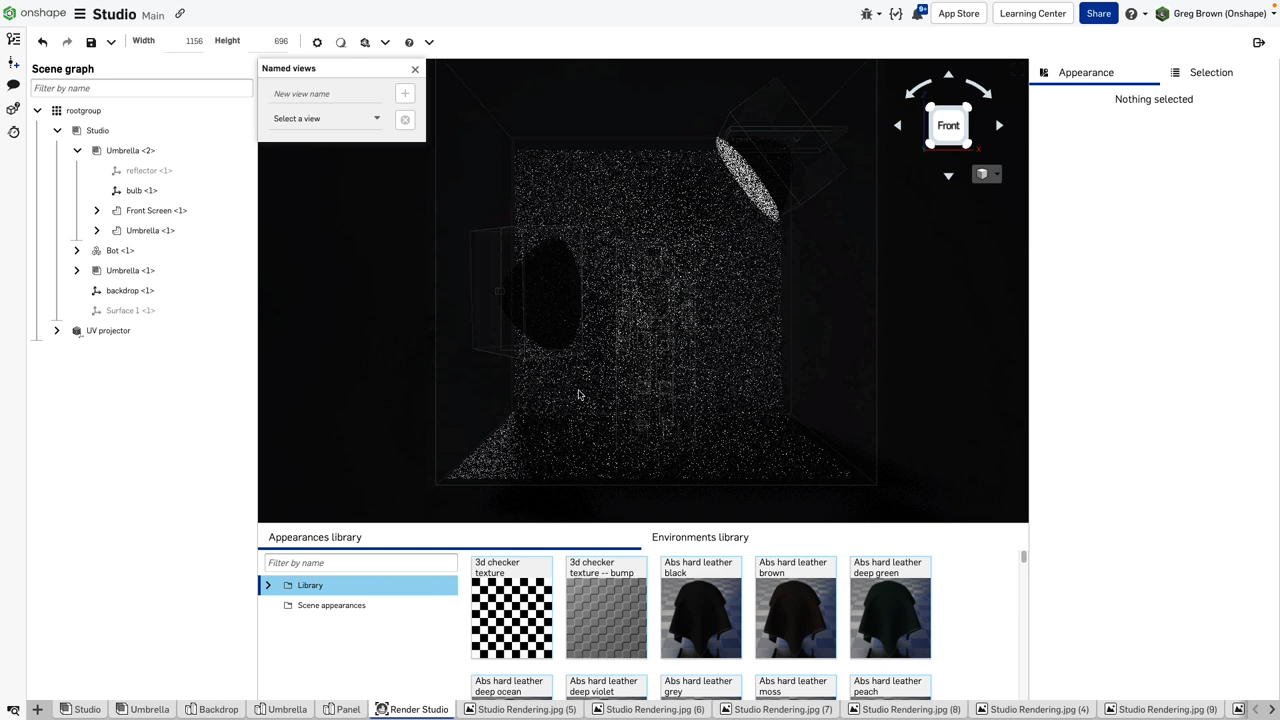 onshape Studio Main
9+
App Store
Learning Center
Share
Greg Brown (Onshape)
Width 1156 Height 696
Scene graph
Filter by name
rootgroup
Studio
Umbrella <2>
reflector <1>
bulb <1>
Front Screen <1>
Umbrella <1>
Bot <1>
Umbrella <1>
backdrop <1>
Surface 1 <1>
UV projector
Named views
New view name
Select a view
Front
X
Appearance
Selection
Nothing selected
Appearances library
Environments library
Filter by name
Library
Scene appearances
3d checker
texture
3d checker
texture -- bump
Abs hard leather
black
Abs hard leather
brown
Abs hard leather
deep green
Abs hard leather
deep ocean
Abs hard leather
deep violet
Abs hard leather
grey
Abs hard leather
moss
Abs hard leather
peach
Studio
Umbrella
Backdrop
Umbrella
Panel
Render Studio
Studio Rendering.jpg (5)
Studio Rendering.jpg (6)
Studio Rendering.jpg (7)
Studio Rendering.jpg (8)
Studio Rendering.jpg (4)
Studio Rendering.jpg (9)